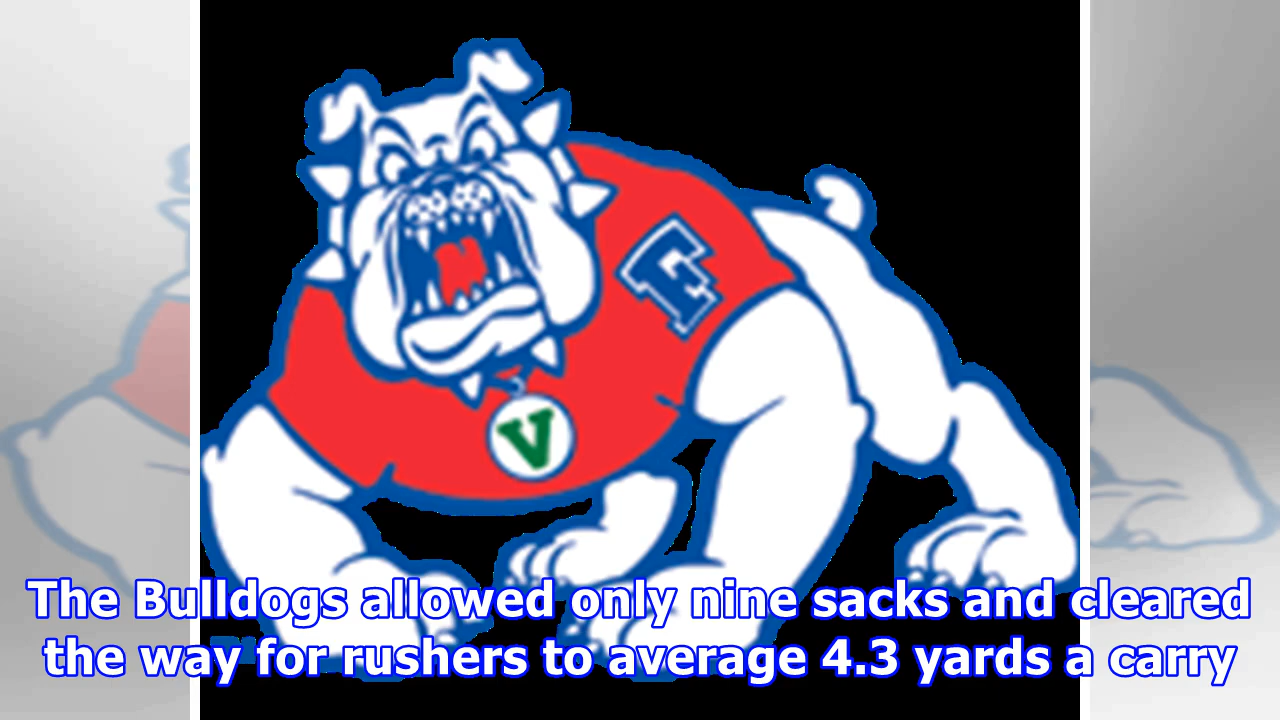 F
V
The Bulldogs allowed only nine sacks and cleared
the way for rushers to average 4.3 yards a carry